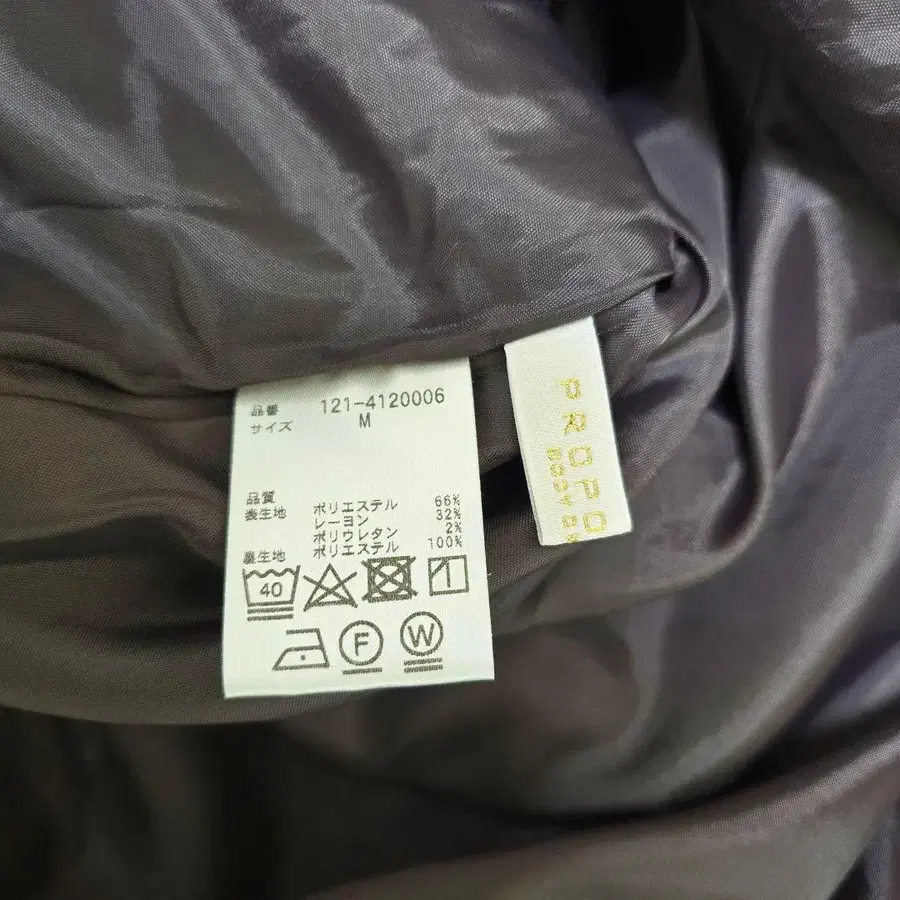 品番 121-4120006
サイズ M
品質
表生地 ポリエステル 66%
レーヨン 32%
ポリウレタン 2%
裏生地 ポリエステル 100%
40
F
W
PROPO